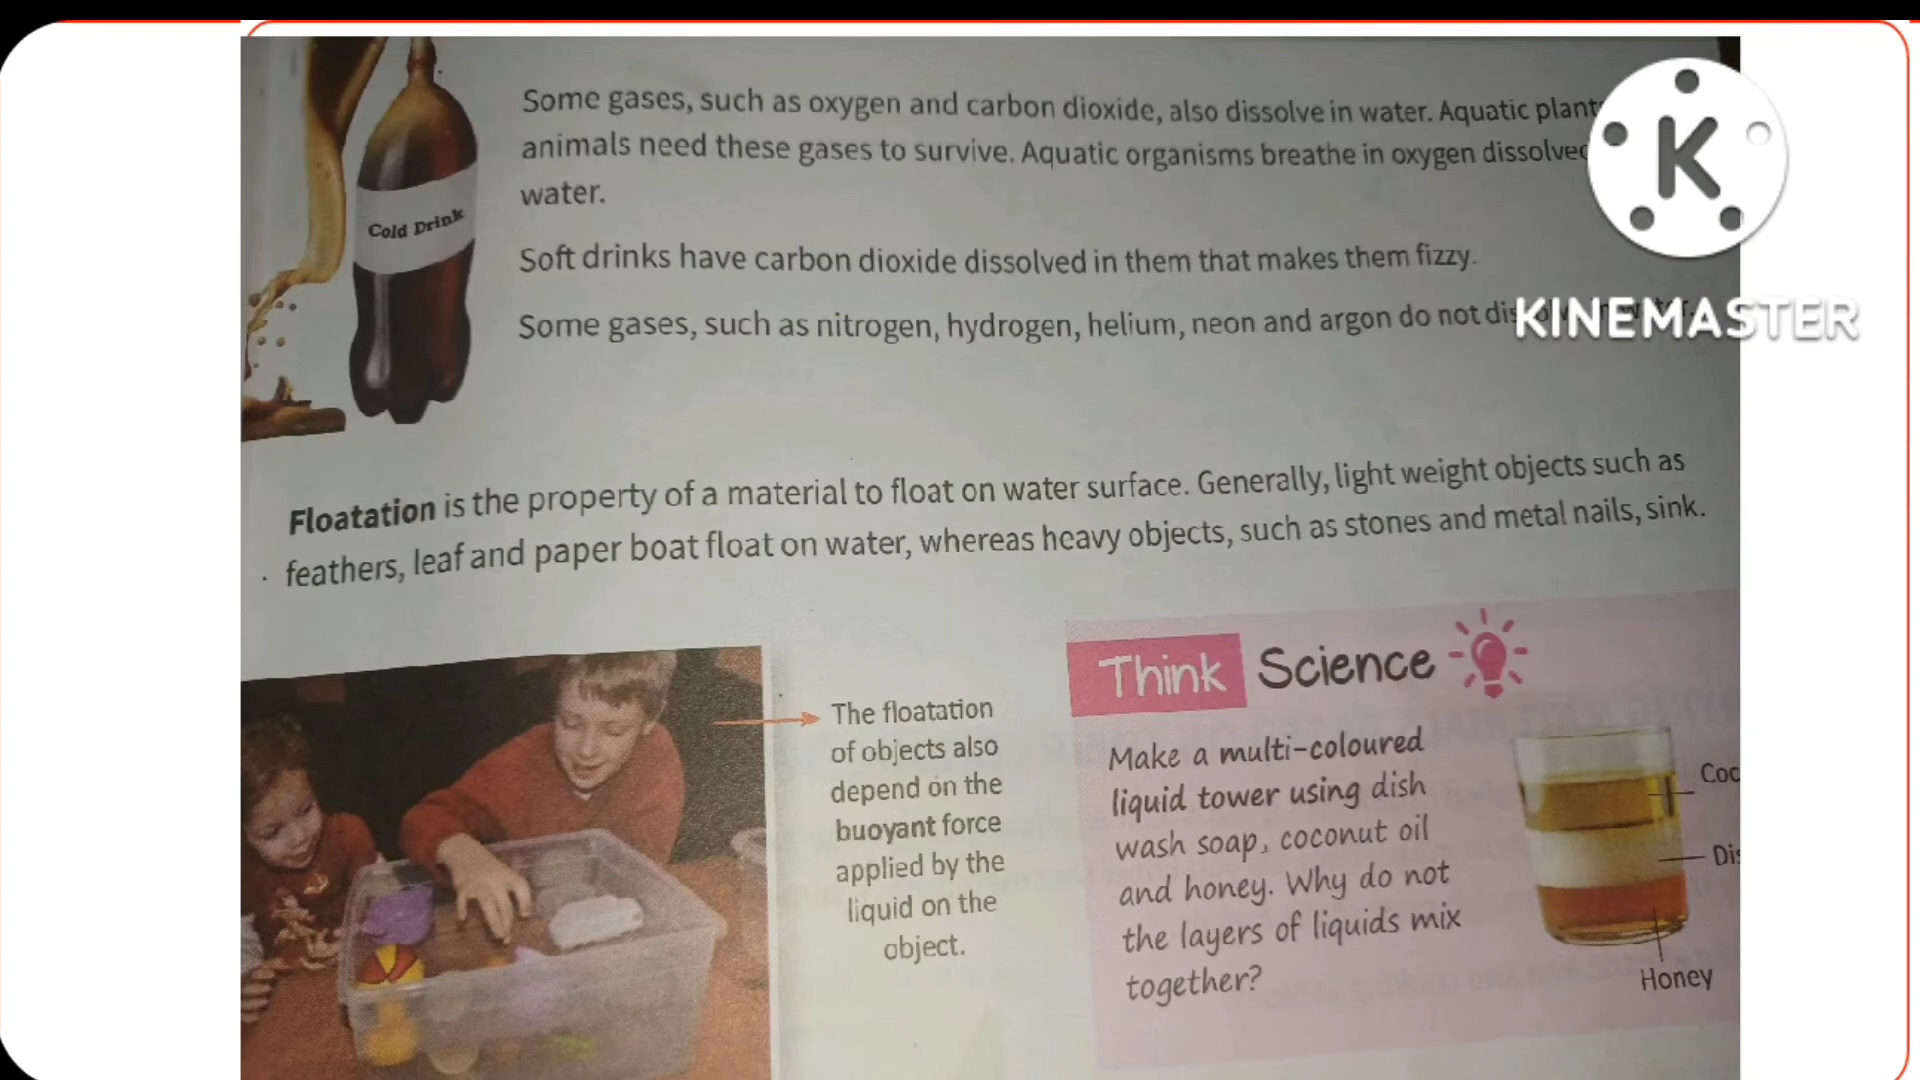 Some gases, such as oxygen and carbon dioxide, also dissolve in water. Aquatic plants
animals need these gases to survive. Aquatic organisms breathe in oxygen dissolved
water.
Soft drinks have carbon dioxide dissolved in them that makes them fizzy.
Some gases, such as nitrogen, hydrogen, helium, neon and argon do not
Cold Drink
K
KINEMASTER
Floatation is the property of a material to float on water surface. Generally, light weight objects such as
feathers, leaf and paper boat float on water, whereas heavy objects, such as stones and metal nails, sink.
The floatation
of objects also
depend on the
buoyant force
applied by the
liquid on the
object.
Think Science
Make a multi-coloured
liquid tower using dish
wash soap, coconut oil
and honey. Why do not
the layers of liquids mix
together?
Coc
Dis
Honey